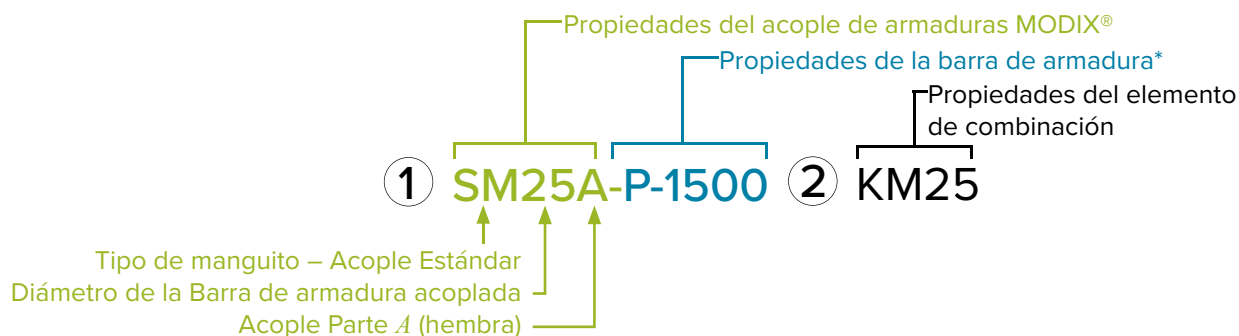 Propiedades del acople de armaduras MODIX®
Propiedades de la barra de armadura*
Propiedades del elemento
de combinación
1 SM25A-P-1500 2 KM25
Tipo de manguito – Acople Estándar
Diámetro de la Barra de armadura acoplada
Acople Parte A (hembra)